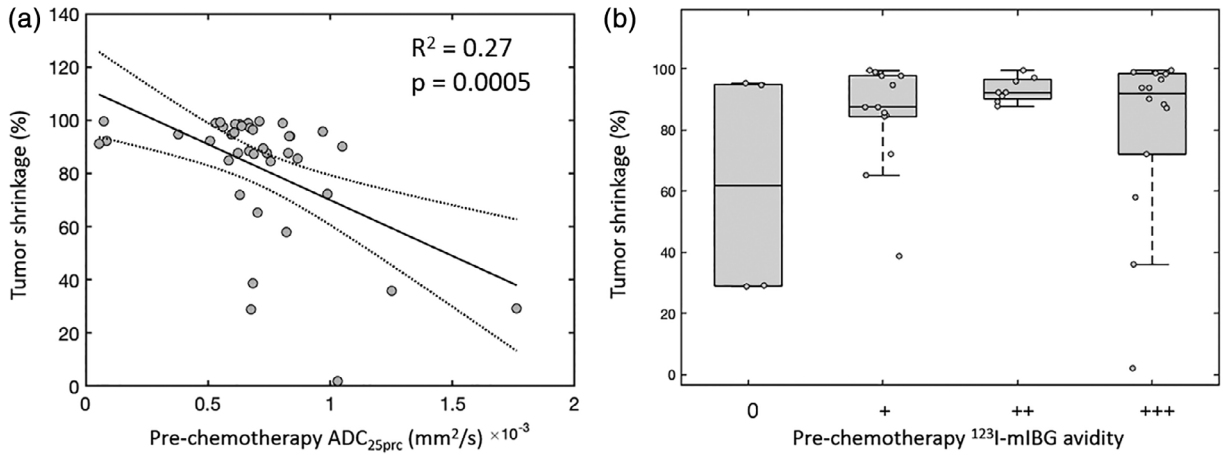 (a)
140
120
100
80
60
40
20
0
Tumor shrinkage (%)
R² = 0.27
p = 0.0005
0 0.5 1 1.5 2
Pre-chemotherapy ADC₂₅ₚᵣc (mm²/s) ×10⁻³
(b)
100
80
60
40
20
0
Tumor shrinkage (%)
0 + ++ +++
Pre-chemotherapy ¹²³I-mIBG avidity